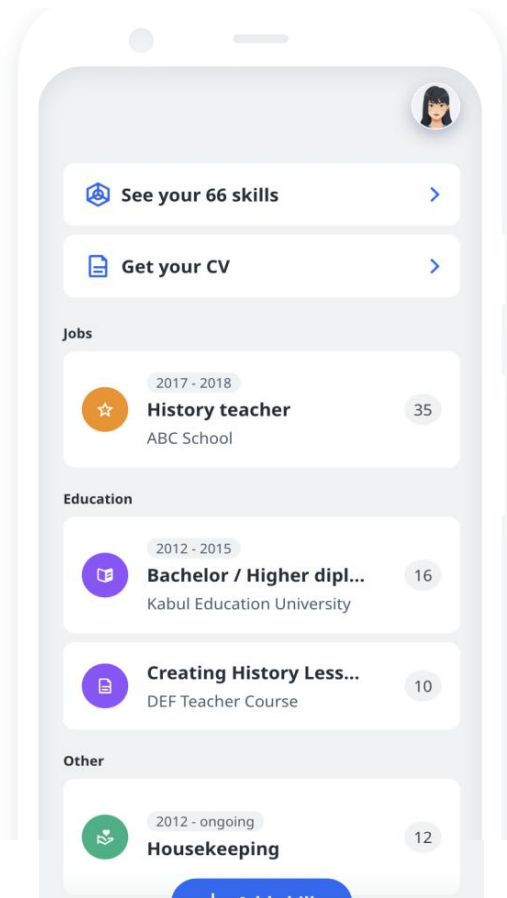 See your 66 skills
Get your CV
Jobs
2017 - 2018
History teacher
35
ABC School
Education
2012 - 2015
Bachelor / Higher dipl...
16
Kabul Education University
Creating History Less...
10
DEF Teacher Course
Other
2012 - ongoing
12
Housekeeping